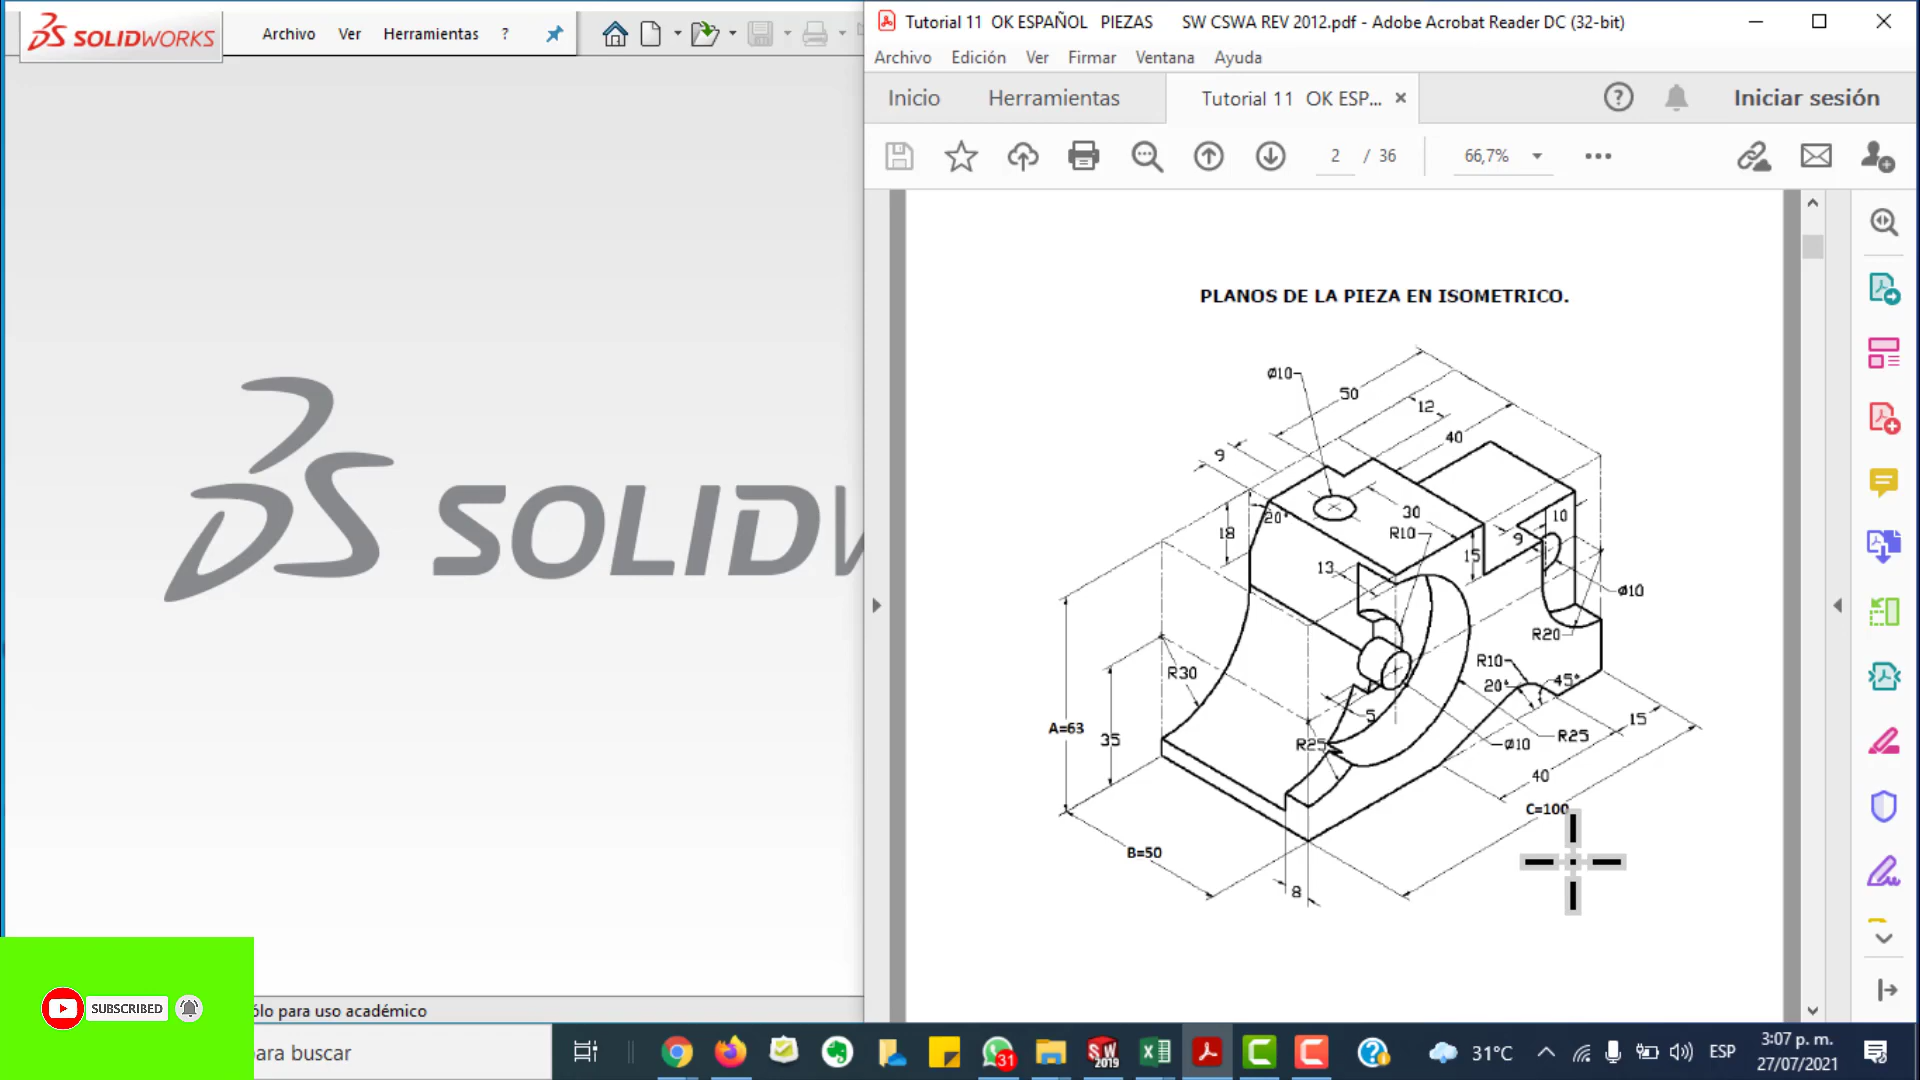 SOLIDWORKS
Archivo Ver Herramientas ?
Tutorial 11 OK ESPAÑOL PIEZAS SW CSWA REV 2012.pdf - Adobe Acrobat Reader DC (32-bit)
Archivo Edición Ver Firmar Ventana Ayuda
Inicio Herramientas Tutorial 11 OK ESP... × Iniciar sesión
2 / 36 66,7%
PLANOS DE LA PIEZA EN ISOMETRICO.
Ø10
50
12
40
9
20°
18
30
R10
15
10
9
13
Ø10
R20
R30
R10
20°
45°
5
15
A=63
35
R25
Ø10
R25
40
C=100
B=50
8
SOLIDW
SUBSCRIBED
ólo para uso académico
para buscar
31
SW
2019
31°C
ESP
3:07 p. m.
27/07/2021